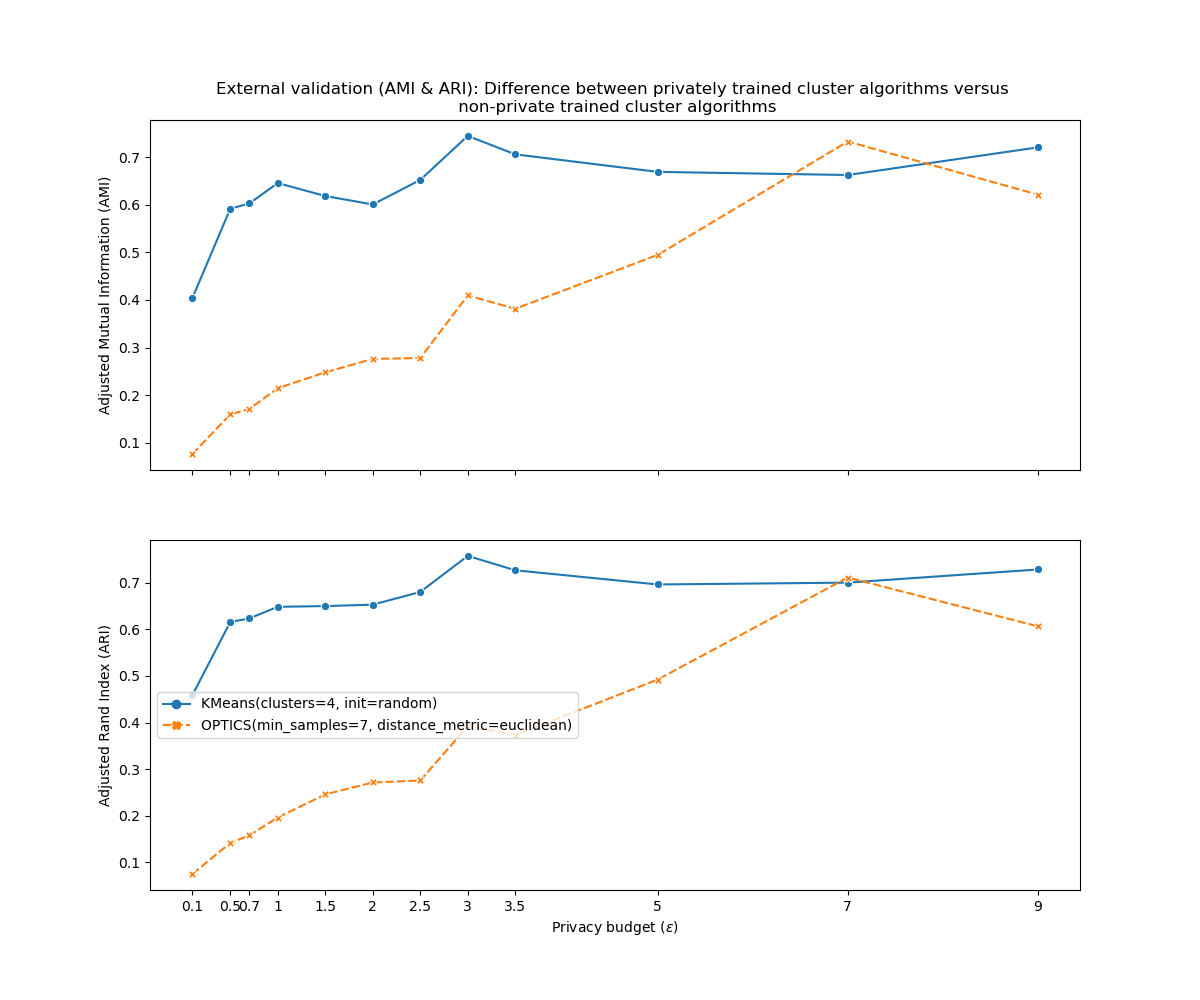 External validation (AMI & ARI): Difference between privately trained cluster algorithms versus
non-private trained cluster algorithms
Adjusted Mutual Information (AMI)
0.7
0.6
0.5
0.4
0.3
0.2
0.1
Adjusted Rand Index (ARI)
0.7
0.6
0.5
0.4
0.3
0.2
0.1
KMeans(clusters=4, init=random)
OPTICS(min_samples=7, distance_metric=euclidean)
0.1 0.5 0.7 1 1.5 2 2.5 3 3.5 5 7 9
Privacy budget (ε)